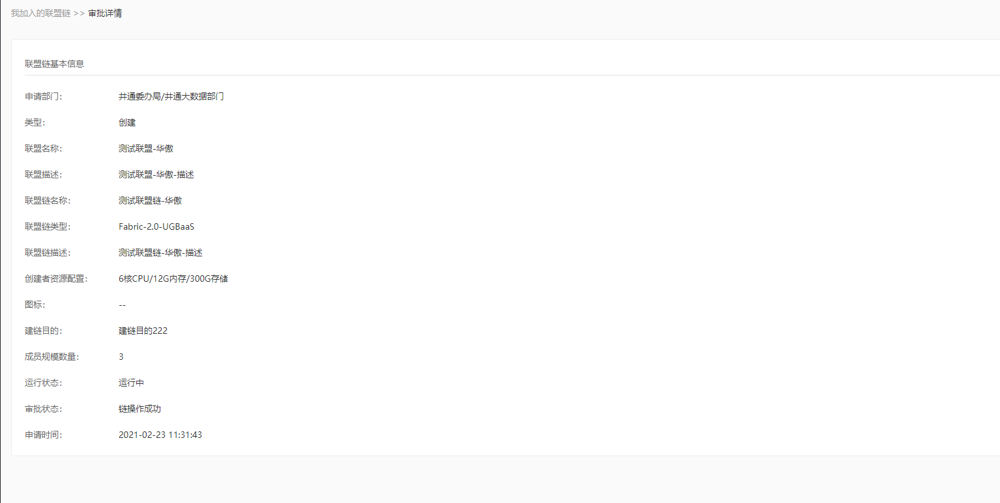 我加入的联盟链 >> 审批详情
联盟链基本信息
申请部门: 井通委办局/井通大数据部门
类型: 创建
联盟名称: 测试联盟-华傲
联盟描述: 测试联盟-华傲-描述
联盟链名称: 测试联盟链-华傲
联盟链类型: Fabric-2.0-UGBaaS
联盟链描述: 测试联盟链-华傲-描述
创建者资源配置: 6核CPU/12G内存/300G存储
图标: --
建链目的: 建链目的222
成员规模数量: 3
运行状态: 运行中
审批状态: 链操作成功
申请时间: 2021-02-23 11:31:43